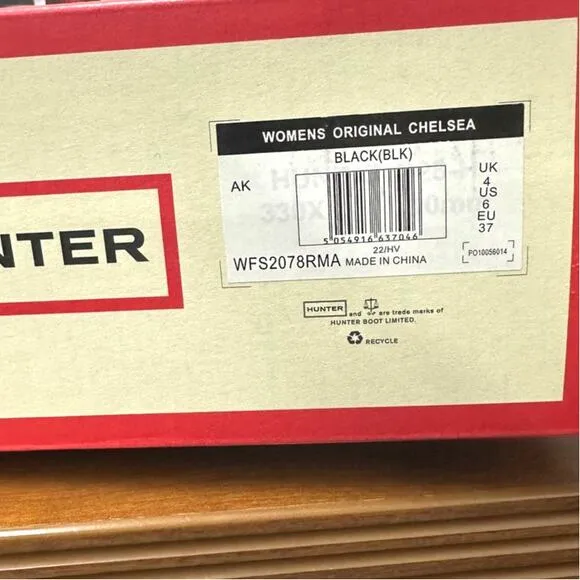 NTER
WOMENS ORIGINAL CHELSEA
BLACK(BLK)
AK
5 054916 637046
22/HV
WFS2078RMA MADE IN CHINA
UK
4
US
6
EU
37
PO10056014
HUNTER and are trade marks of
HUNTER BOOT LIMITED.
RECYCLE